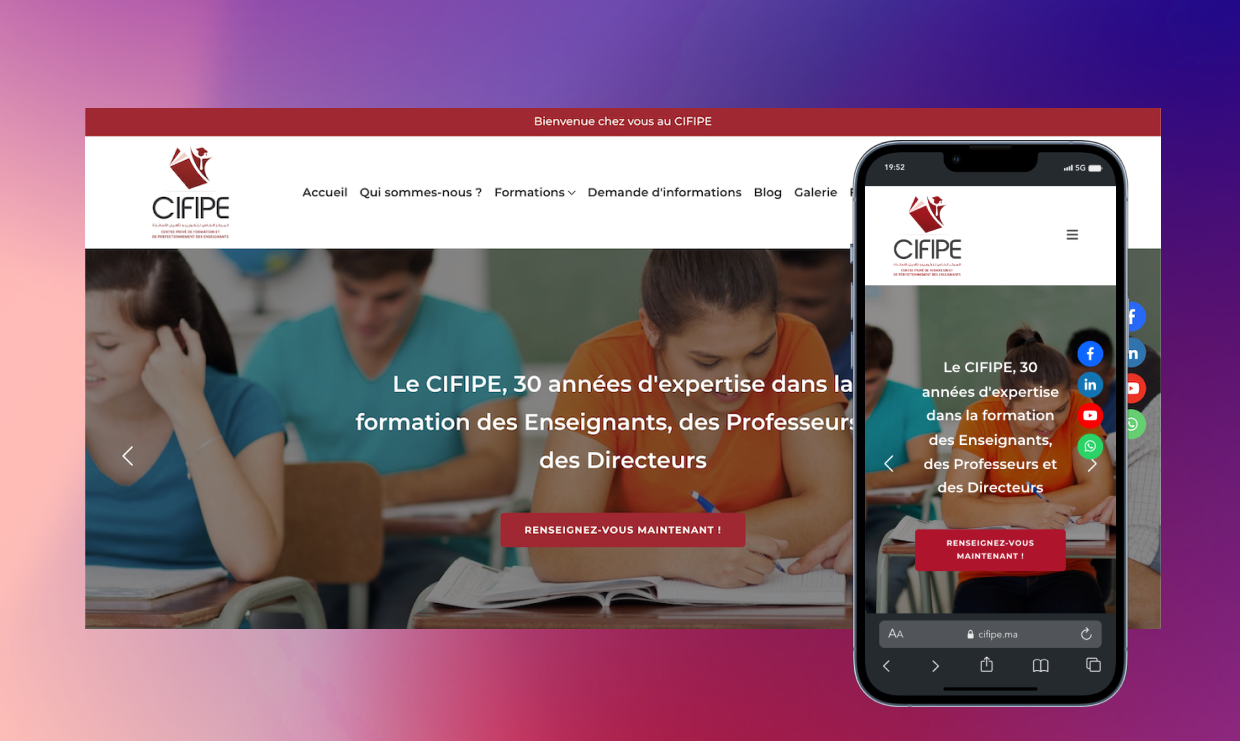 Bienvenue chez vous au CIFIPE
CIFIPE
CENTRE PRIVÉ DE FORMATION ET
DE PERFECTIONNEMENT DES ENSEIGNANTS
Accueil Qui sommes-nous ? Formations Demande d'informations Blog Galerie
Le CIFIPE, 30 années d'expertise dans la
formation des Enseignants, des Professeurs
des Directeurs
RENSEIGNEZ-VOUS MAINTENANT !
19:52 5G
CIFIPE
CENTRE PRIVÉ DE FORMATION ET
DE PERFECTIONNEMENT DES ENSEIGNANTS
Le CIFIPE, 30
années d'expertise
dans la formation
des Enseignants,
des Professeurs et
des Directeurs
RENSEIGNEZ-VOUS
MAINTENANT !
AA cifipe.ma